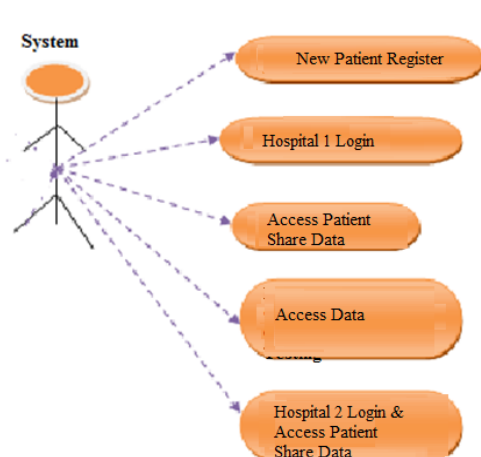 System
New Patient Register
Hospital 1 Login
Access Patient
Share Data
Access Data
Hospital 2 Login &
Access Patient
Share Data